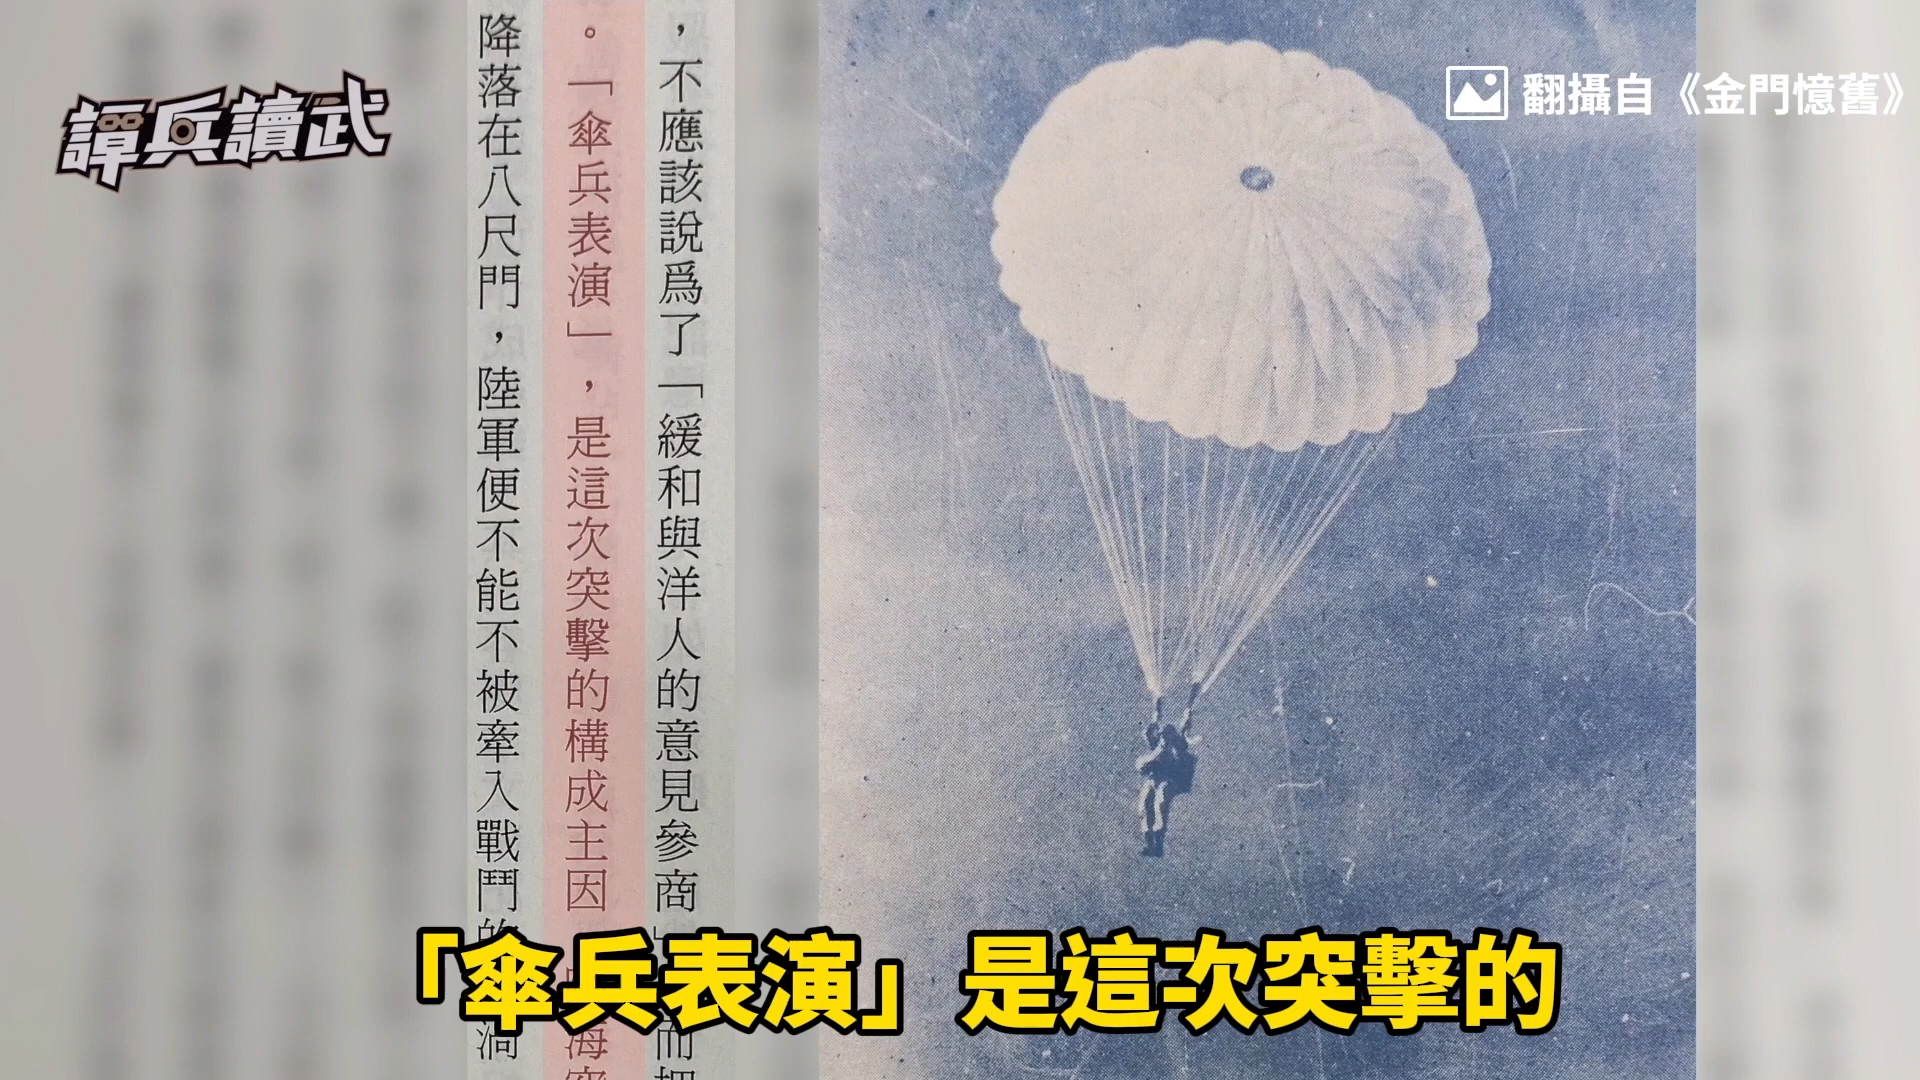 譚兵讀武
翻攝自《金門憶舊》
，不應該說爲了「緩和與洋人的意見參商」而
。「傘兵表演」，是這次突擊的構成主因
降落在八尺門，陸軍便不能不被牽入戰鬥的
「傘兵表演」是這次突擊的